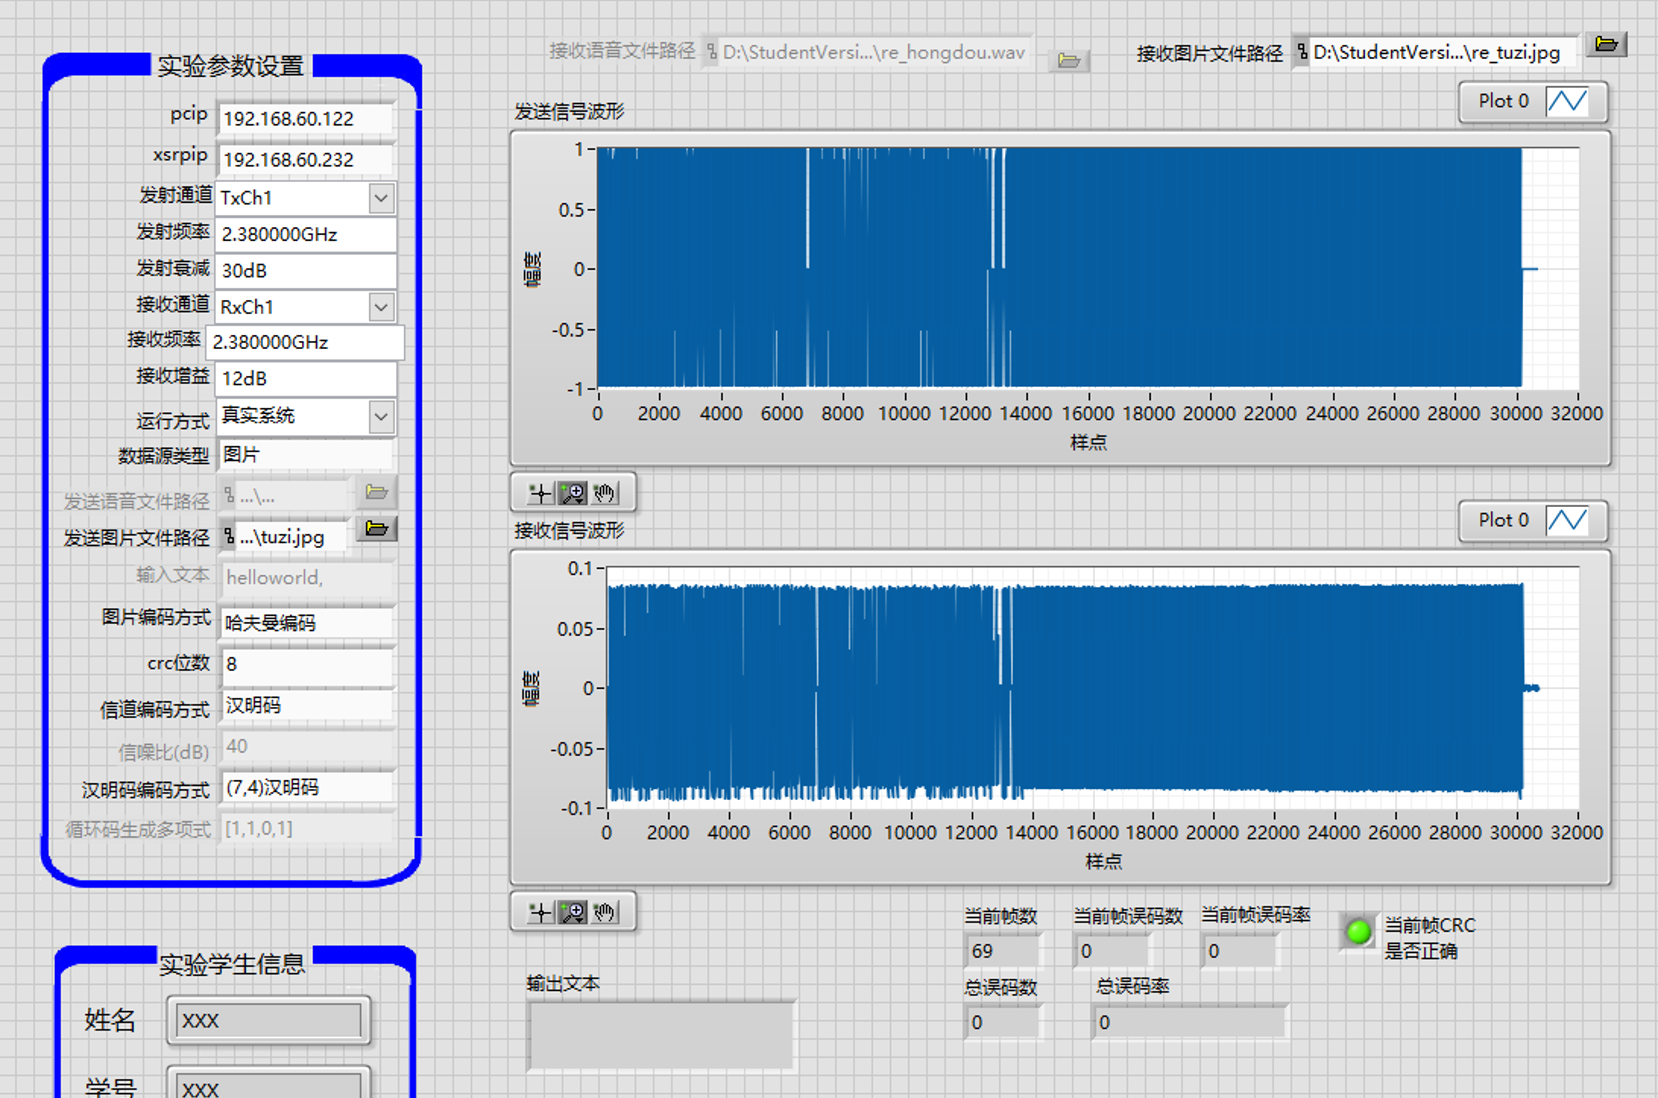 接收语音文件路径 D:\StudentVersi...\re_hongdou.wav 接收图片文件路径 D:\StudentVersi...\re_tuzi.jpg
实验参数设置
pcip 192.168.60.122
xsrpip 192.168.60.232
发射通道 TxCh1
发射频率 2.380000GHz
发射衰减 30dB
接收通道 RxCh1
接收频率 2.380000GHz
接收增益 12dB
运行方式 真实系统
数据源类型 图片
发送语音文件路径 ...\...
发送图片文件路径 ...\tuzi.jpg
输入文本 helloworld,
图片编码方式 哈夫曼编码
crc位数 8
信道编码方式 汉明码
信噪比(dB) 40
汉明码编码方式 (7,4)汉明码
循环码生成多项式 [1,1,0,1]
实验学生信息
姓名 XXX
学号 XXX
发送信号波形
Plot 0
幅度
1
0.5
0
-0.5
-1
0 2000 4000 6000 8000 10000 12000 14000 16000 18000 20000 22000 24000 26000 28000 30000 32000
样点
接收信号波形
Plot 0
幅度
0.1
0.05
0
-0.05
-0.1
0 2000 4000 6000 8000 10000 12000 14000 16000 18000 20000 22000 24000 26000 28000 30000 32000
样点
输出文本
当前帧数 当前帧误码数 当前帧误码率
69 0 0
当前帧CRC
是否正确
总误码数 总误码率
0 0